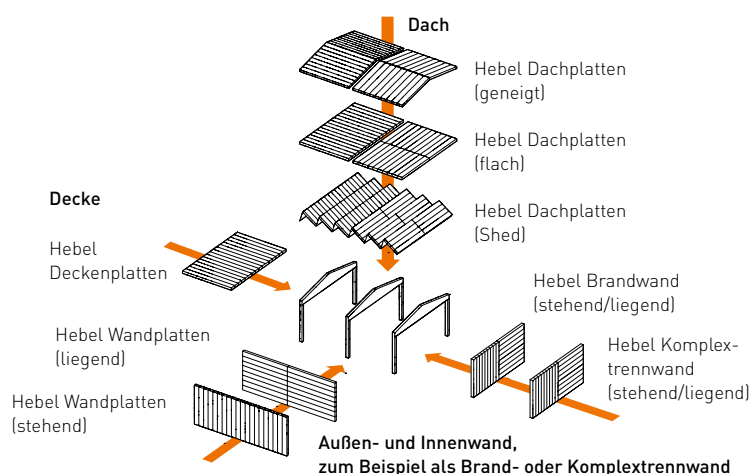 Dach
Hebel Dachplatten
(geneigt)
Hebel Dachplatten
(flach)
Hebel Dachplatten
(Shed)
Decke
Hebel
Deckenplatten
Hebel Wandplatten
(liegend)
Hebel Wandplatten
(stehend)
Hebel Brandwand
(stehend/liegend)
Hebel Komplex-
trennwand
(stehend/liegend)
Außen- und Innenwand,
zum Beispiel als Brand- oder Komplextrennwand